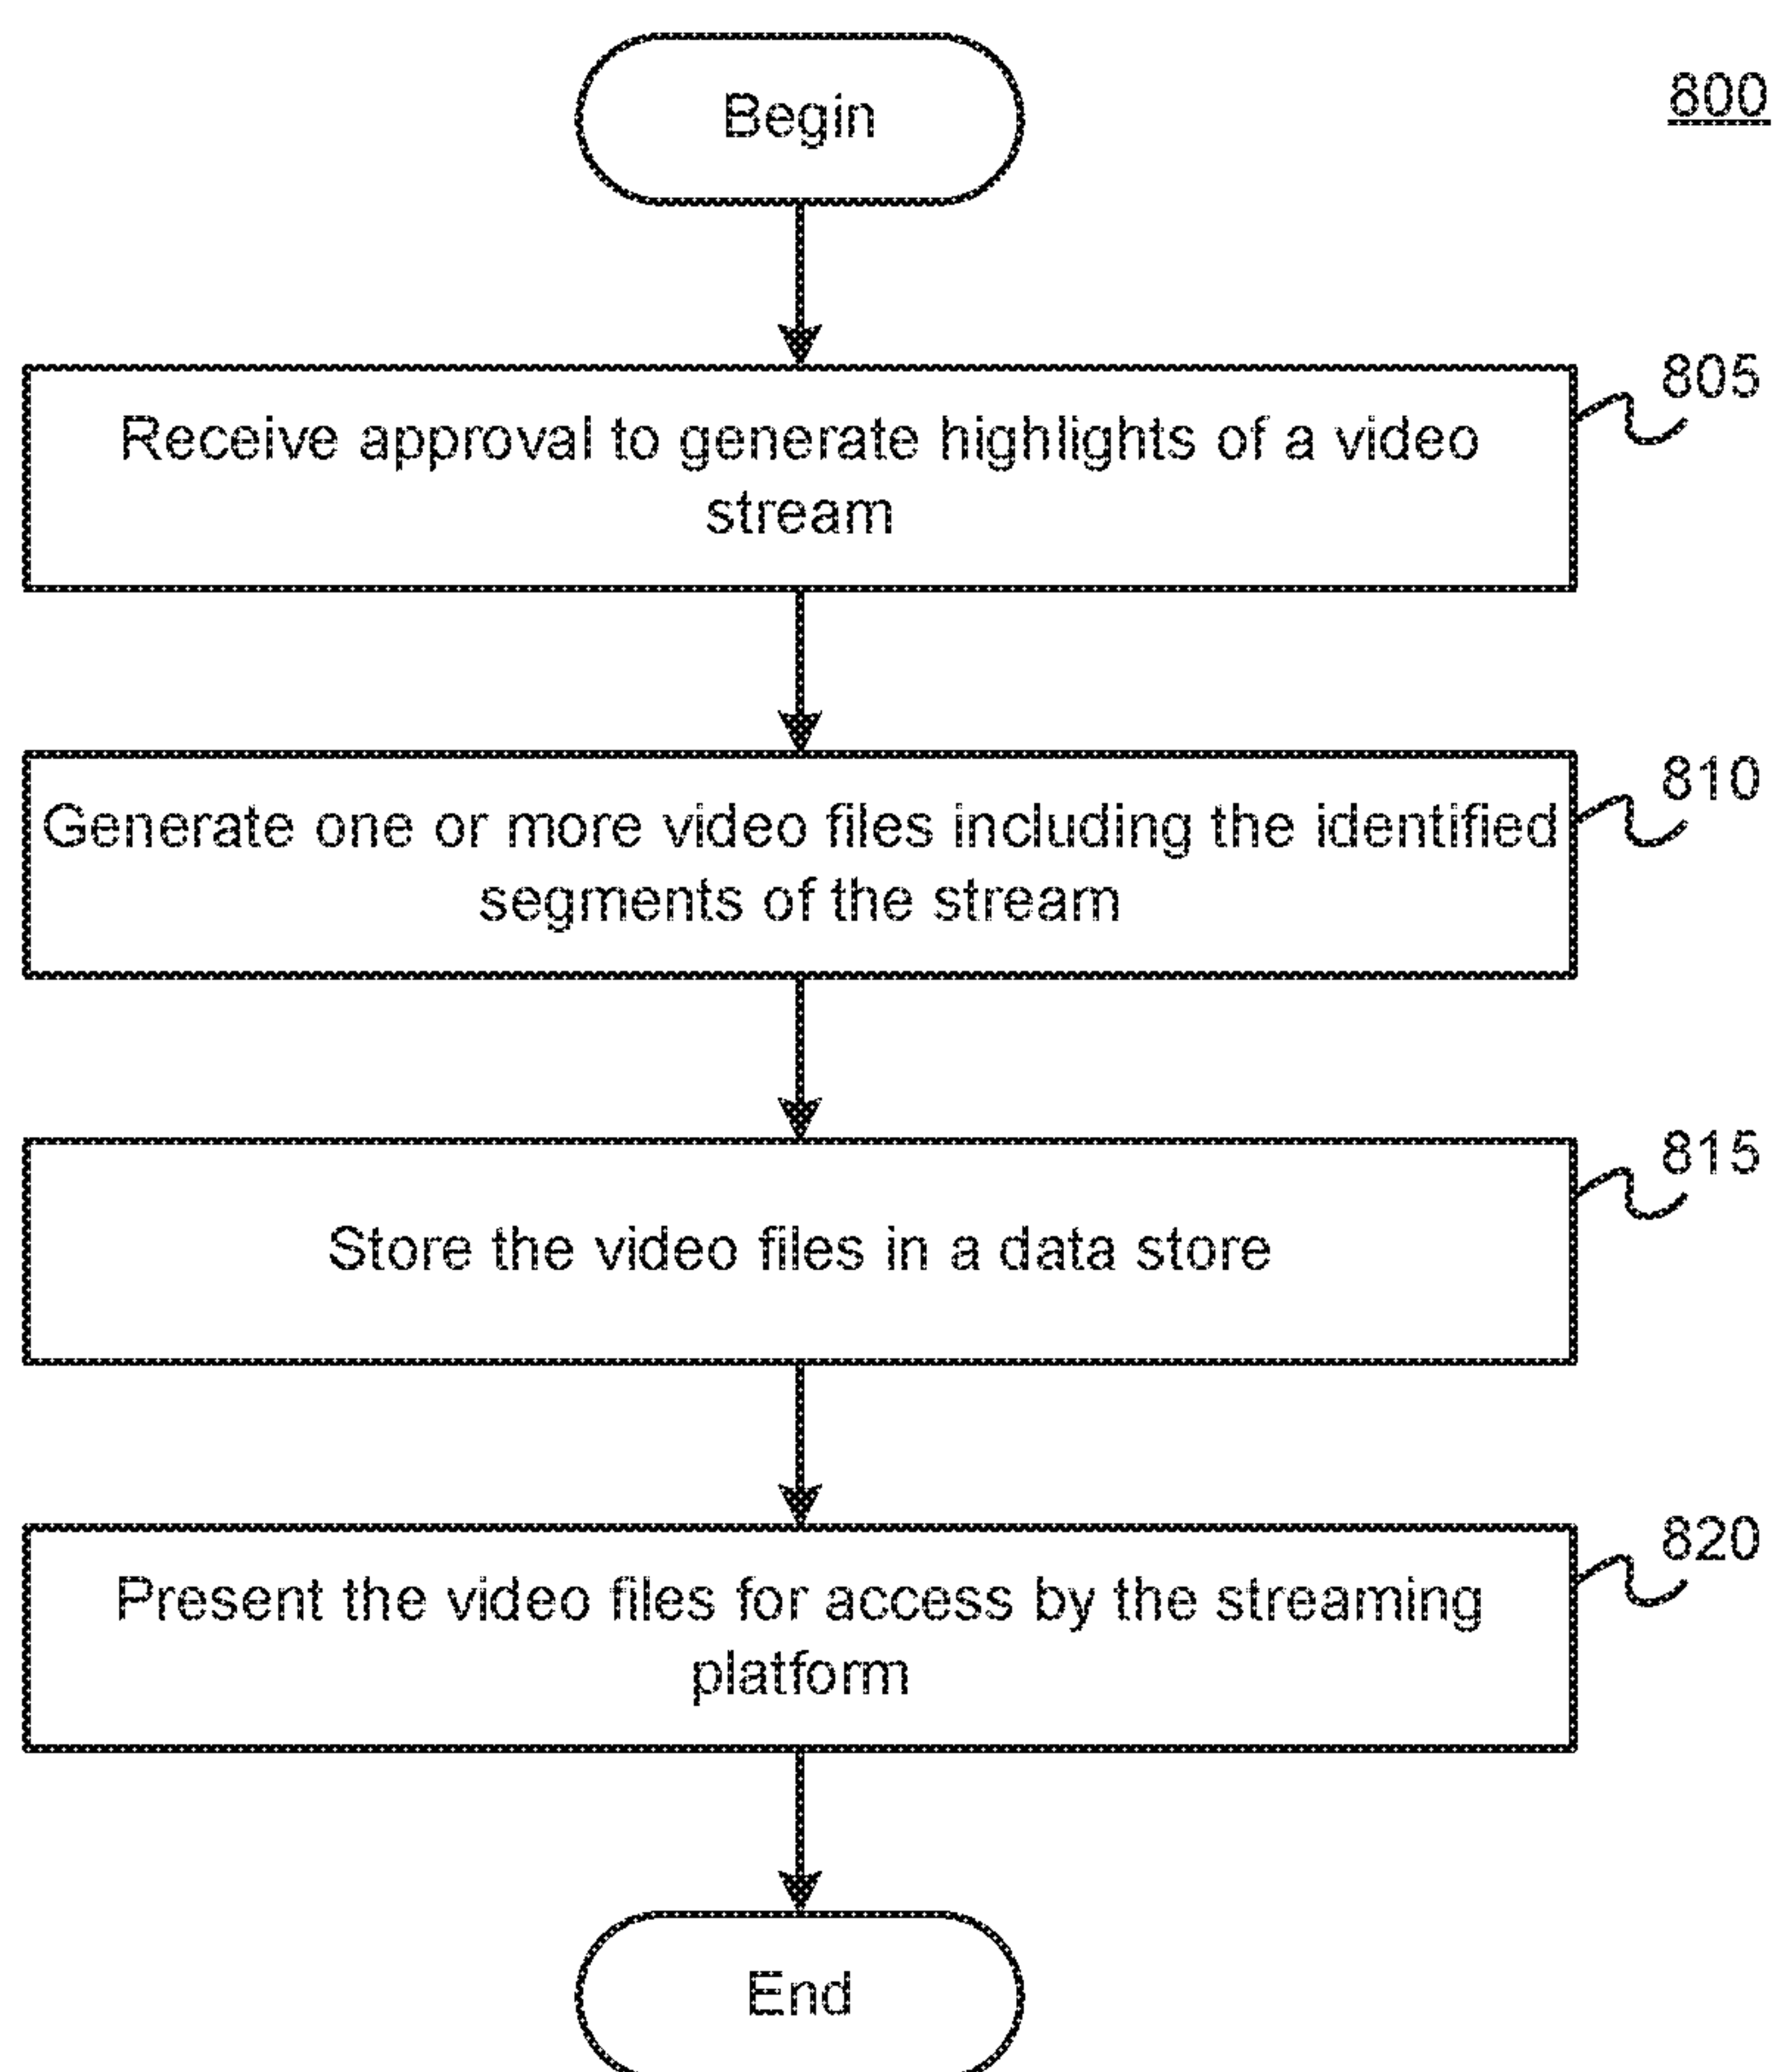 Begin
800
805
Receive approval to generate highlights of a video
stream
810
Generate one or more video files including the identified
segments of the stream
815
Store the video files in a data store
820
Present the video files for access by the streaming
platform
End